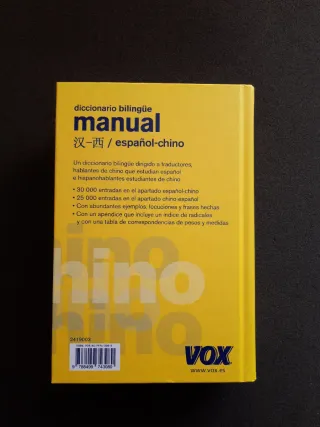 diccionario bilingüe
manual
汉-西 / español-chino
Un diccionario bilingüe dirigido a traductores,
hablantes de chino que estudian español
e hispanohablantes estudiantes de chino
• 30 000 entradas en el apartado español-chino
• 25 000 entradas en el apartado chino-español
• Con abundantes ejemplos, locuciones y frases hechas
• Con un apéndice que incluye un índice de radicales
y con una tabla de correspondencias de pesos y medidas
chino
hino
chino
2419003
VOX
www.vox.es